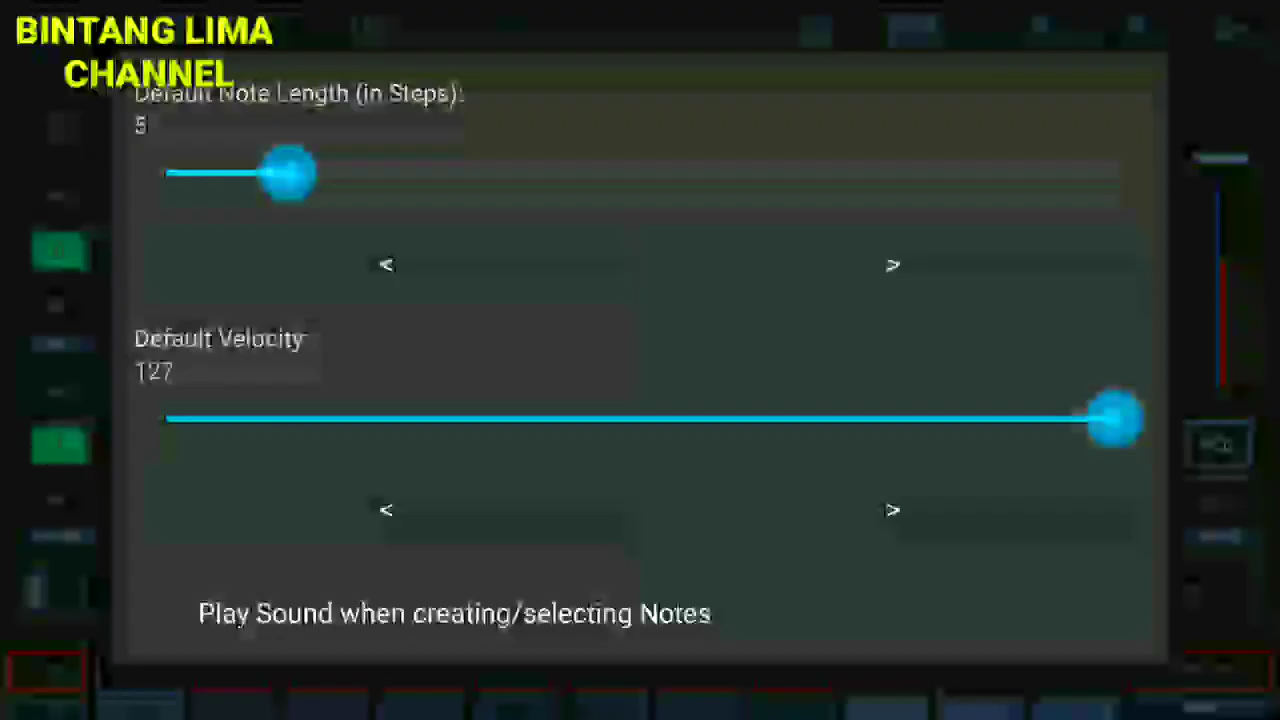 BINTANG LIMA
CHANNEL
Default Note Length (in Steps):
5
<
>
Default Velocity
127
<
>
Play Sound when creating/selecting Notes